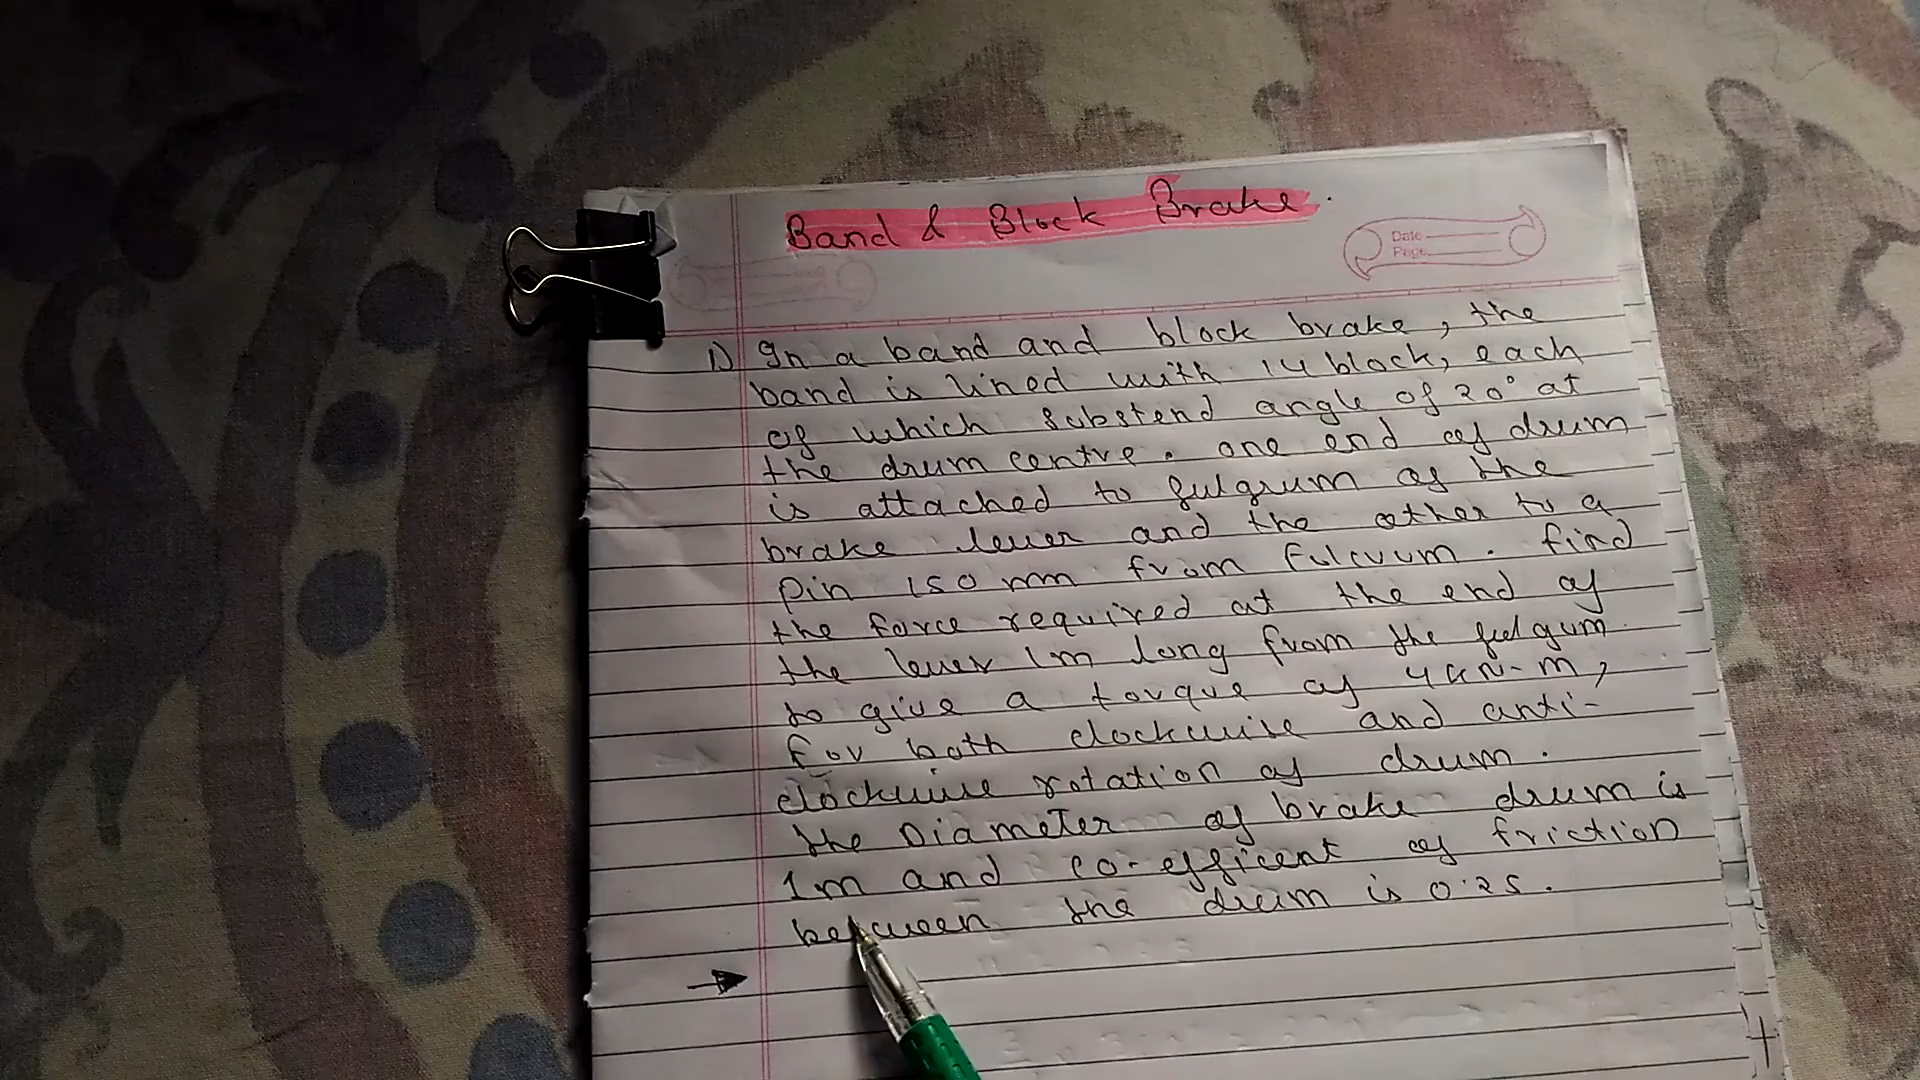 Band & Block Brake.
Date
Page
1) In a band and block brake, the
band is lined with 14 block, each
of which substend angle of 20° at
the drum centre. one end of drum
is attached to fulgrum of the
brake lever and the other to a
pin 150 mm from fulcrum. find
the force required at the end of
the lever 1m long from the fulgum
to give a torque of 4kN-m,
for both clockwise and anti-
clockwise rotation of drum.
the Diameter of brake drum is
1m and co-efficent of friction
between the drum is 0.25.